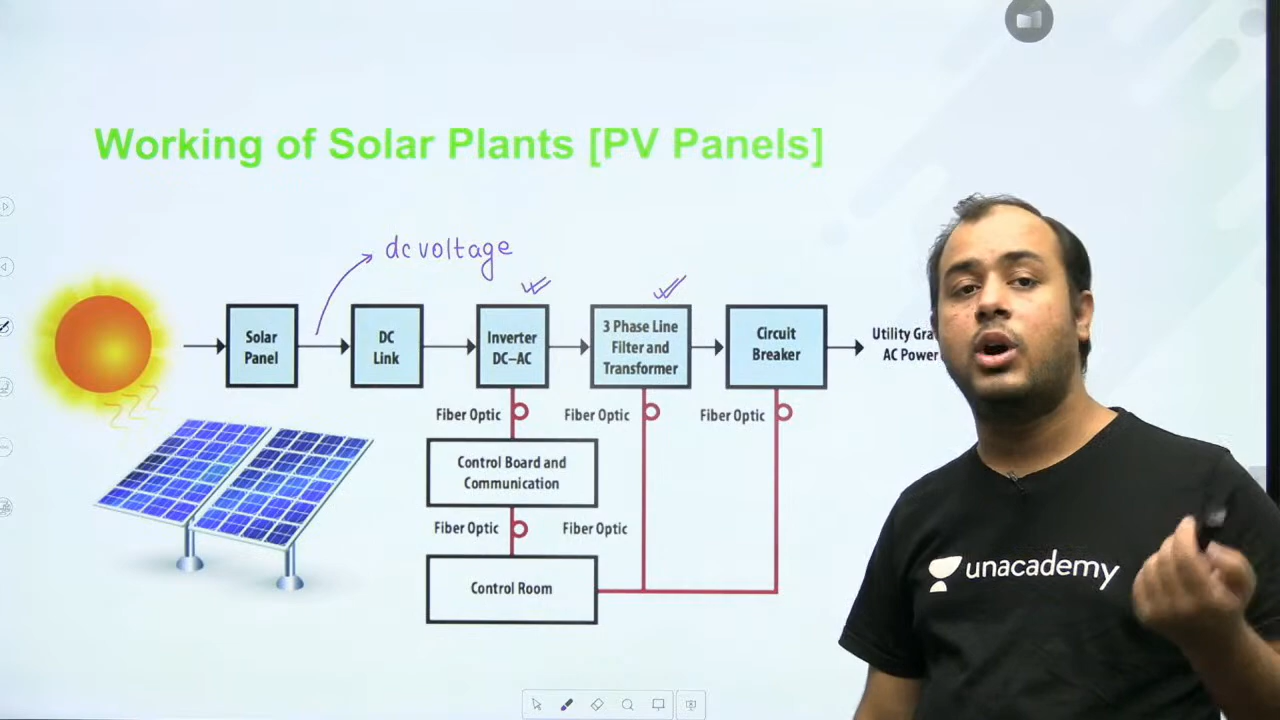 Working of Solar Plants [PV Panels]
dc voltage
Solar
Panel
DC
Link
Inverter
DC–AC
3 Phase Line
Filter and
Transformer
Circuit
Breaker
Utility
AC Power
Fiber Optic
Fiber Optic
Fiber Optic
Control Board and
Communication
Fiber Optic
Fiber Optic
Control Room
unacademy